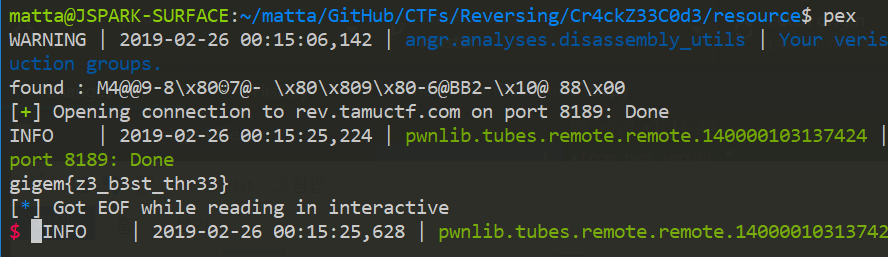 matta@JSPARK-SURFACE:~/matta/GitHub/CTFs/Reversing/Cr4ckZ33C0d3/resource$ pex
WARNING | 2019-02-26 00:15:06,142 | angr.analyses.disassembly_utils | Your veris
uction groups.
found : M4@@9-8\x80@7@- \x80\x809\x80-6@BB2-\x10@ 88\x00
[+] Opening connection to rev.tamuctf.com on port 8189: Done
INFO | 2019-02-26 00:15:25,224 | pwnlib.tubes.remote.remote.140000103137424 |
port 8189: Done
gigem{z3_b3st_thr33}
[*] Got EOF while reading in interactive
$ INFO | 2019-02-26 00:15:25,628 | pwnlib.tubes.remote.remote.14000010313742